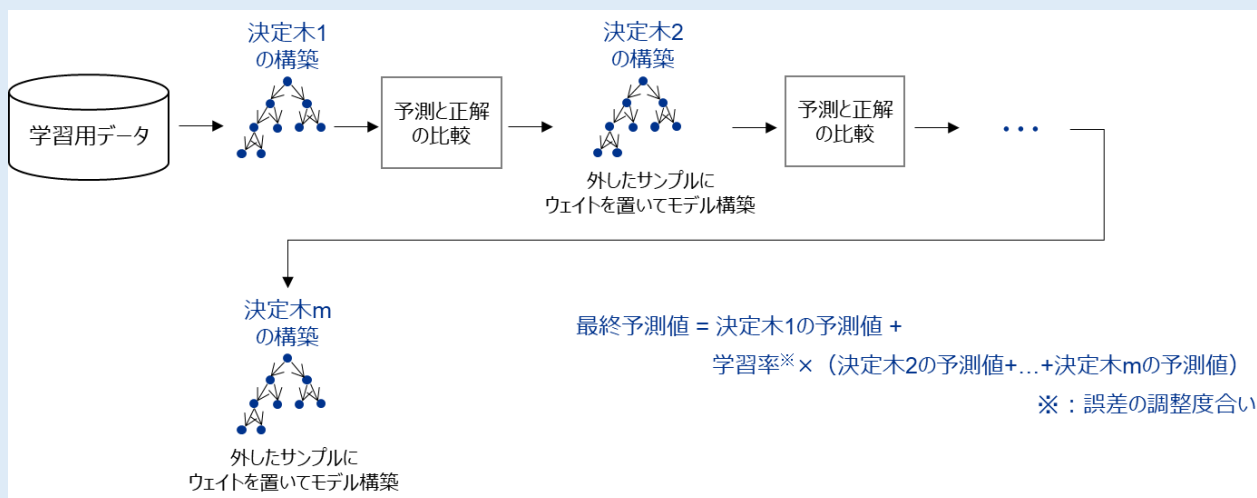 決定木1
の構築
決定木2
の構築
学習用データ
予測と正解
の比較
予測と正解
の比較
・・・
外したサンプルに
ウェイトを置いてモデル構築
決定木m
の構築
最終予測値 = 決定木1の予測値 +
学習率※×（決定木2の予測値+…+決定木mの予測値）
※：誤差の調整度合い
外したサンプルに
ウェイトを置いてモデル構築